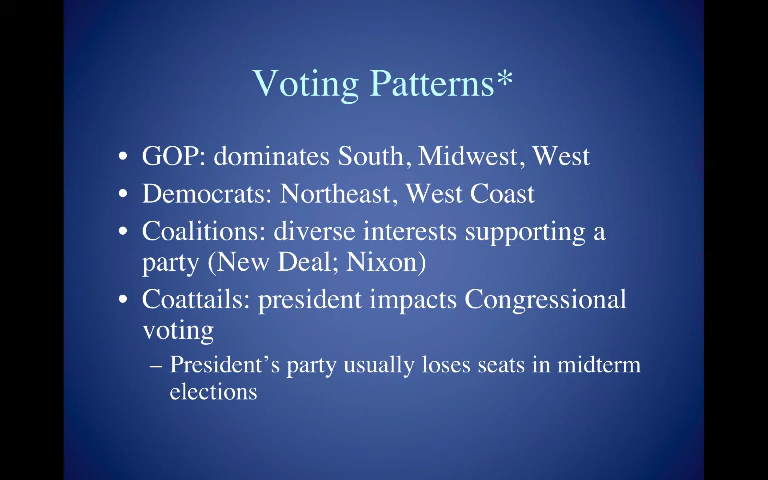 Voting Patterns*
• GOP: dominates South, Midwest, West
• Democrats: Northeast, West Coast
• Coalitions: diverse interests supporting a
party (New Deal; Nixon)
• Coattails: president impacts Congressional
voting
– President’s party usually loses seats in midterm
elections